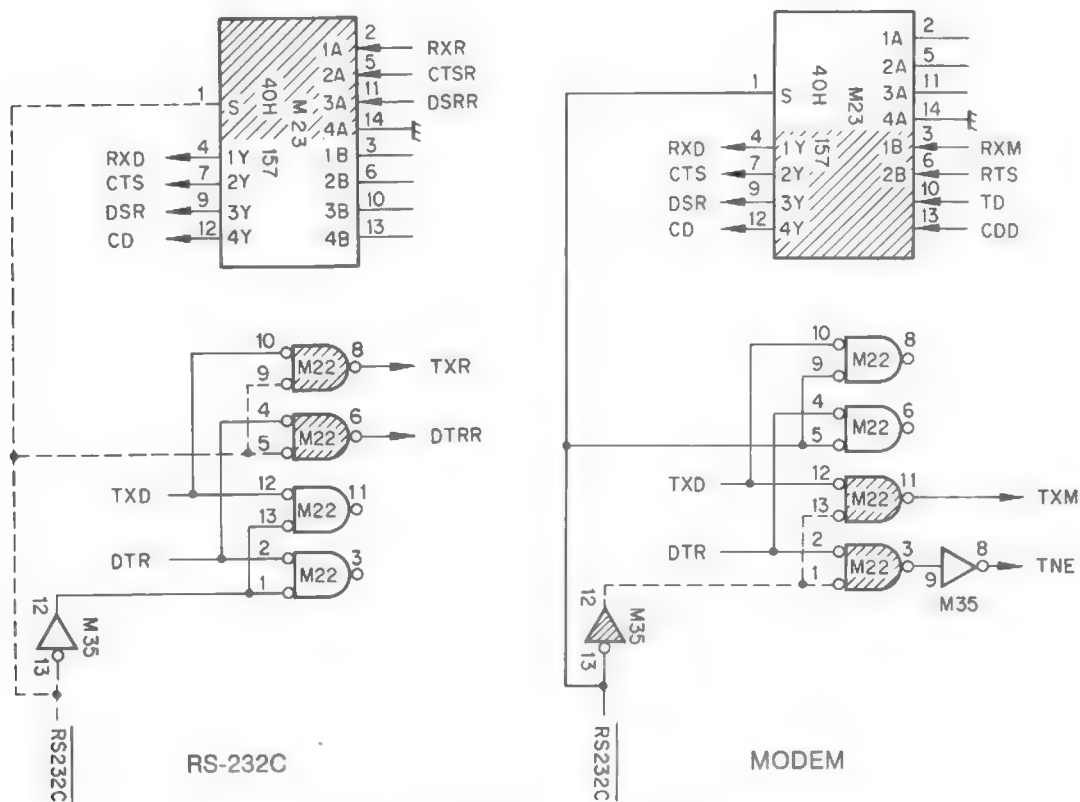 2
1A RXR
5
2A CTSR
11
3A DSRR
14
4A
1 S
40H
M 23
157
RXD 4 1Y
CTS 7 2Y
DSR 9 3Y
CD 12 4Y
1B 3
2B 6
3B 10
4B 13
10
9
M22
8
TXR
4
5
M22
6
DTRR
TXD
12
13
M22
11
DTR
2
1
M22
3
12
M35
13
RS232C
RS-232C
1A 2
2A 5
3A 11
4A 14
1 S
40H
M23
157
RXD 4 1Y
CTS 7 2Y
DSR 9 3Y
CD 12 4Y
1B 3 RXM
2B 6 RTS
10 TD
13 CDD
10
9
M22
8
4
5
M22
6
TXD
12
13
M22
11
TXM
DTR
2
1
M22
3
9
M35
8
TNE
12
M35
13
RS232C
MODEM